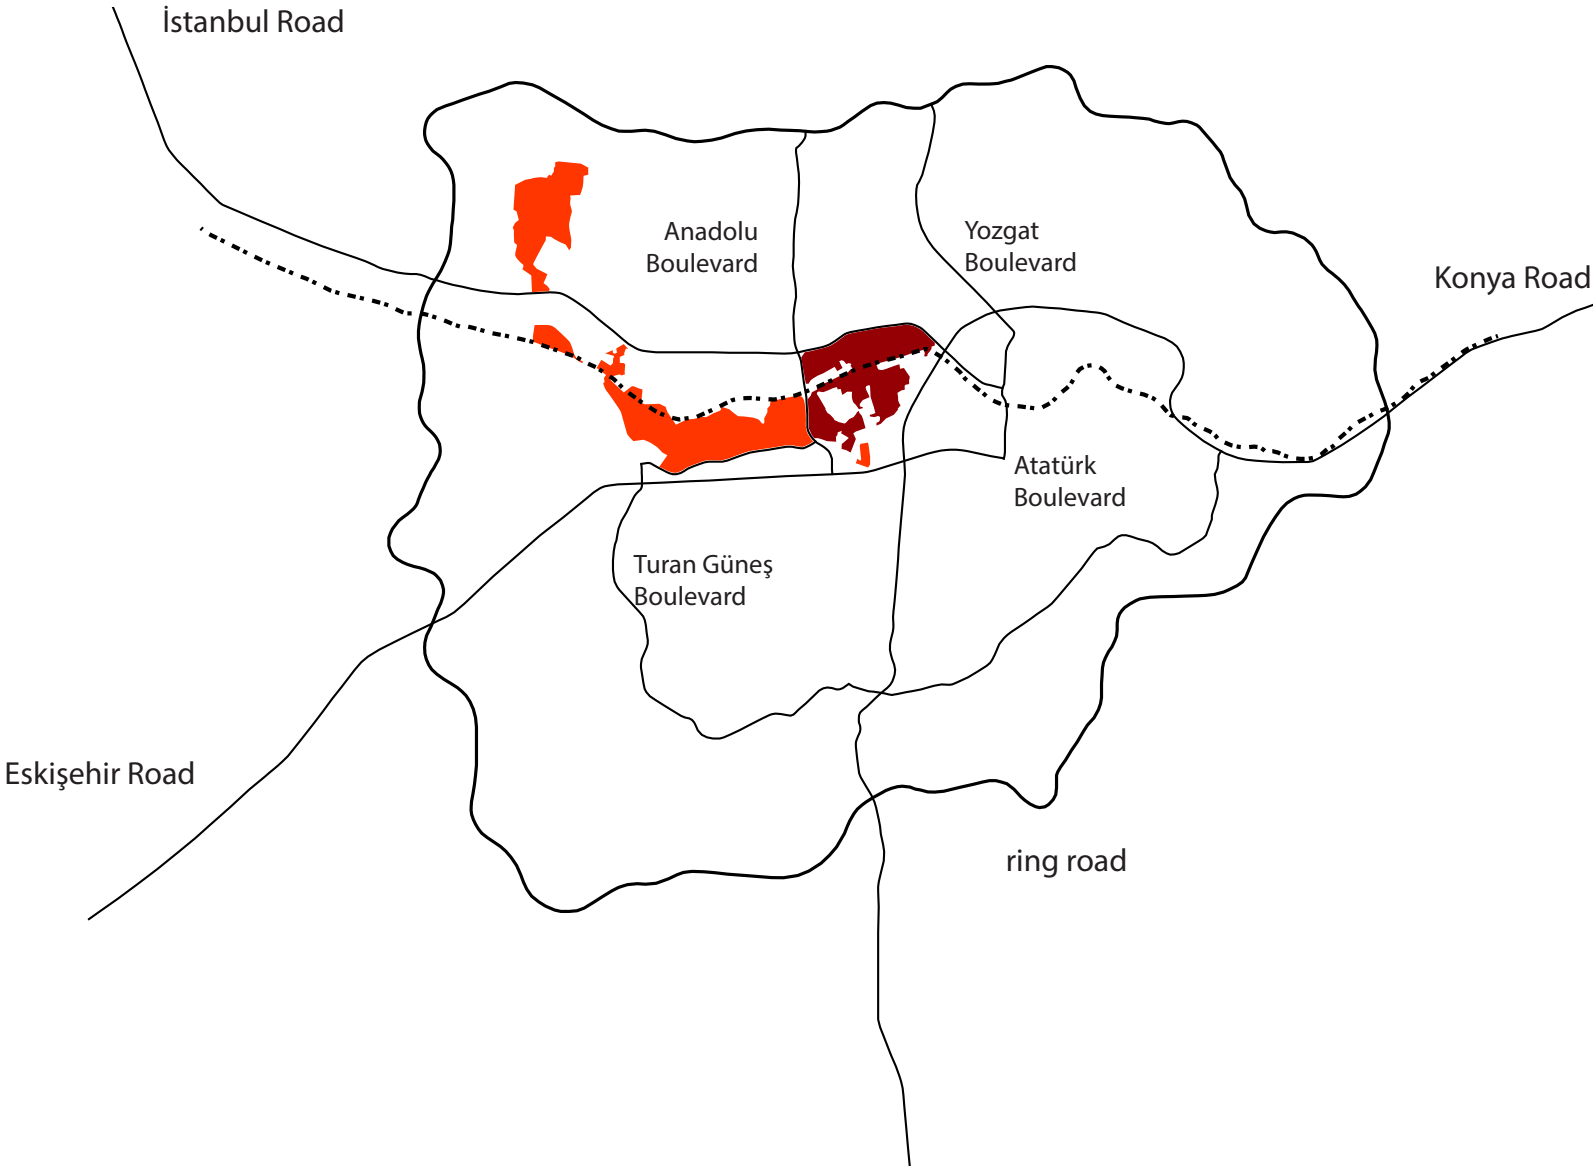 İstanbul Road
Anadolu
Boulevard
Yozgat
Boulevard
Konya Road
Atatürk
Boulevard
Turan Güneş
Boulevard
Eskişehir Road
ring road